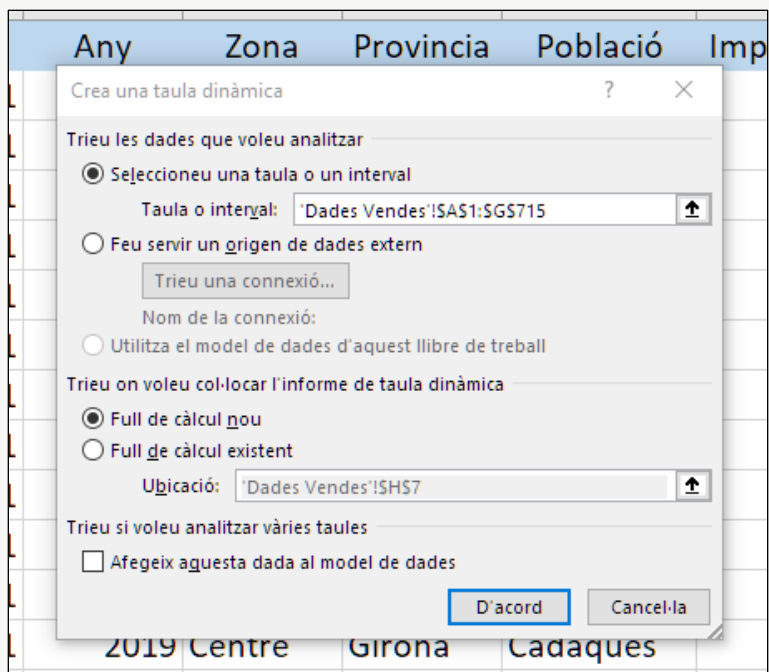 Any Zona Provincia Població Imp
Crea una taula dinàmica ? ×
Trieu les dades que voleu analitzar
Seleccioneu una taula o un interval
Taula o interval: 'Dades Vendes'!$A$1:$G$715
Feu servir un origen de dades extern
Trieu una connexió...
Nom de la connexió:
Utilitza el model de dades d'aquest llibre de treball
Trieu on voleu col·locar l'informe de taula dinàmica
Full de càlcul nou
Full de càlcul existent
Ubicació: 'Dades Vendes'!$H$7
Trieu si voleu analitzar vàries taules
Afegeix aquesta dada al model de dades
D'acord Cancel·la
2019 Centre Girona Cadaques